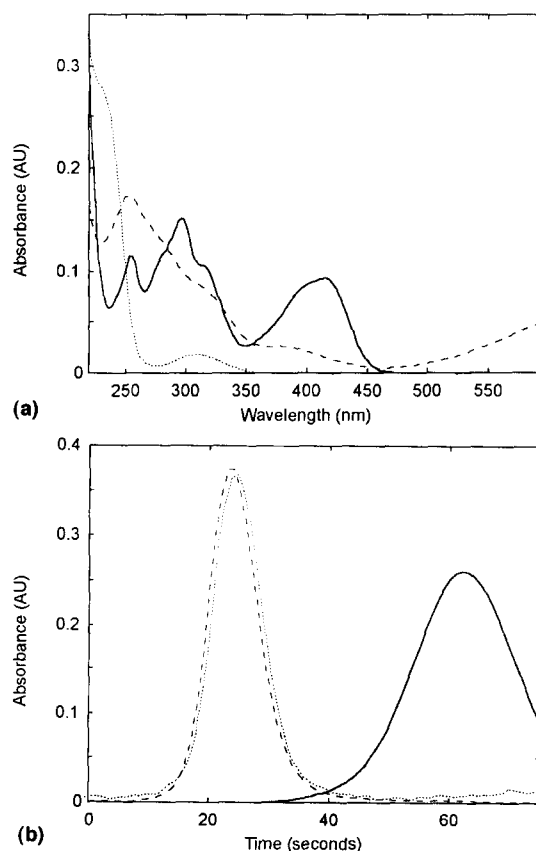 0.3
0.2
0.1
0
Absorbance (AU)
250 300 350 400 450 500 550
Wavelength (nm)
(a)
0.4
0.3
0.2
0.1
0
Absorbance (AU)
0 20 40 60
Time (seconds)
(b)